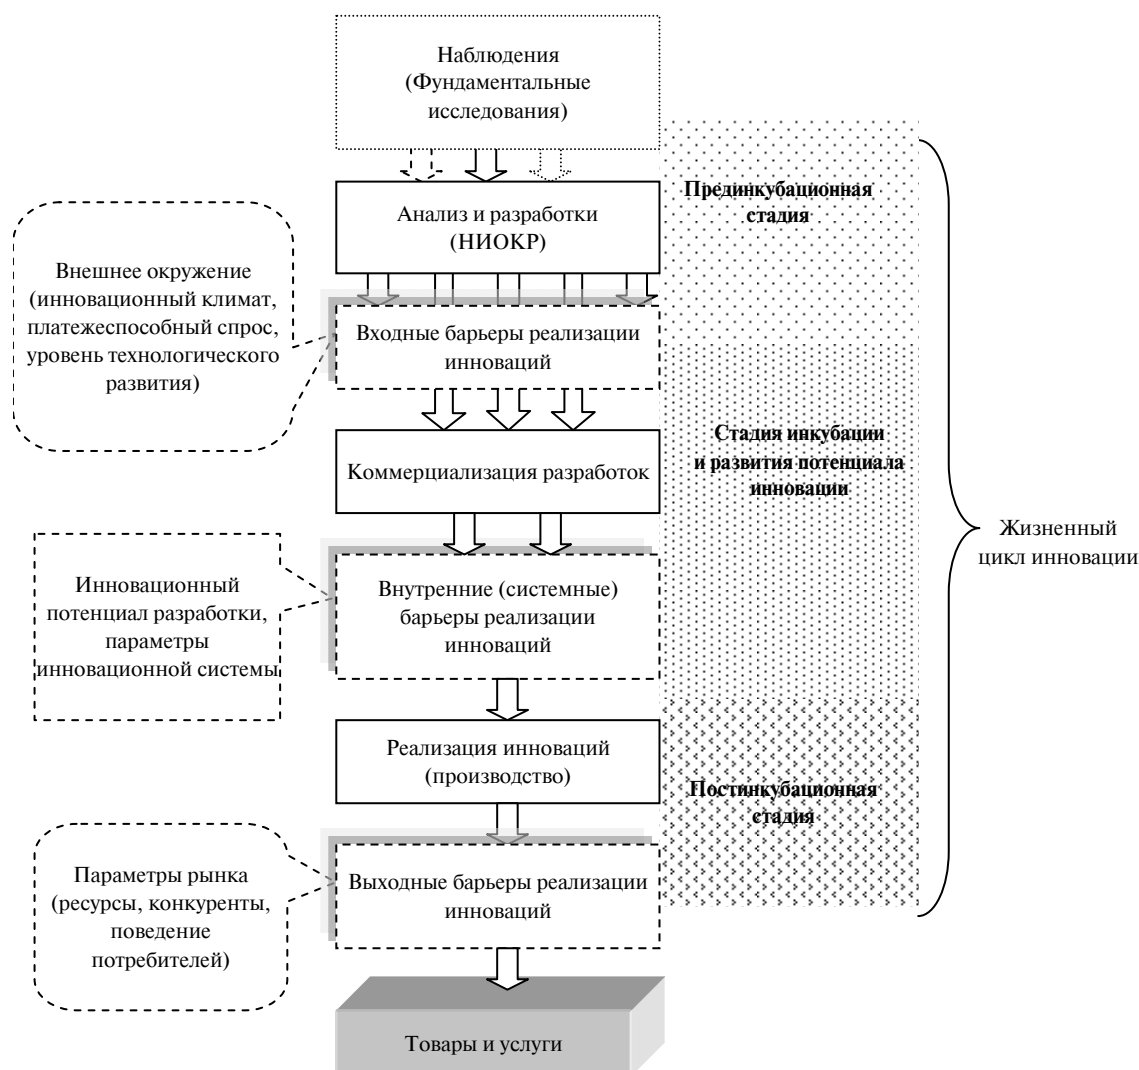 Наблюдения
(Фундаментальные
исследования)
Прединкубационная
стадия
Анализ и разработки
(НИОКР)
Внешнее окружение
(инновационный климат,
платежеспособный спрос,
уровень технологического
развития)
Входные барьеры реализации
инноваций
Стадия инкубации
и развития потенциала
инновации
Коммерциализация разработок
Жизненный
цикл инновации
Инновационный
потенциал разработки,
параметры
инновационной системы
Внутренние (системные)
барьеры реализации
инноваций
Реализация инноваций
(производство)
Постинкубационная
стадия
Параметры рынка
(ресурсы, конкуренты,
поведение
потребителей)
Выходные барьеры реализации
инноваций
Товары и услуги